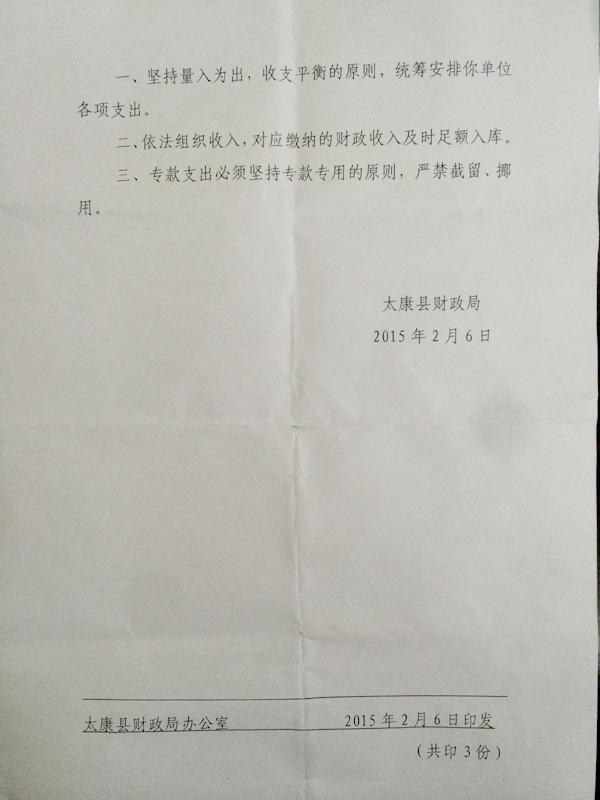 一、坚持量入为出，收支平衡的原则，统筹安排你单位
各项支出。
二、依法组织收入，对应缴纳的财政收入及时足额入库。
三、专款支出必须坚持专款专用的原则，严禁截留、挪
用。
太康县财政局
2015年2月6日
太康县财政局办公室 2015年2月6日印发
（共印3份）